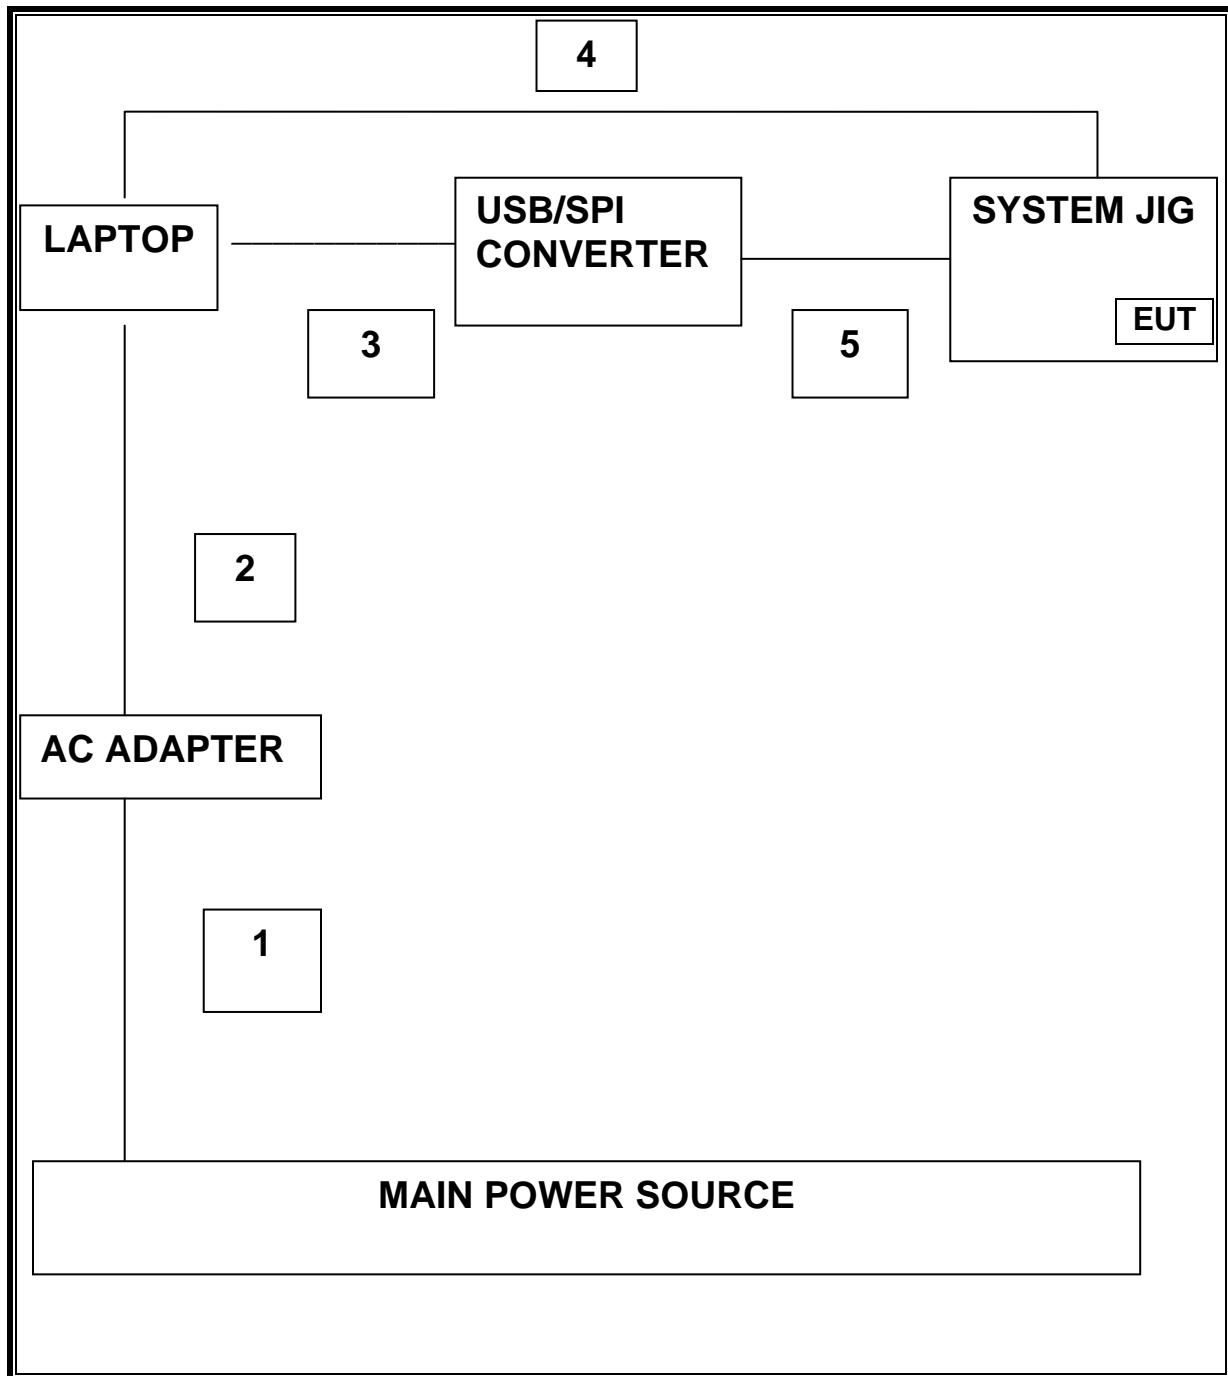 4
LAPTOP
USB/SPI
CONVERTER
SYSTEM JIG
EUT
3
5
2
AC ADAPTER
1
MAIN POWER SOURCE